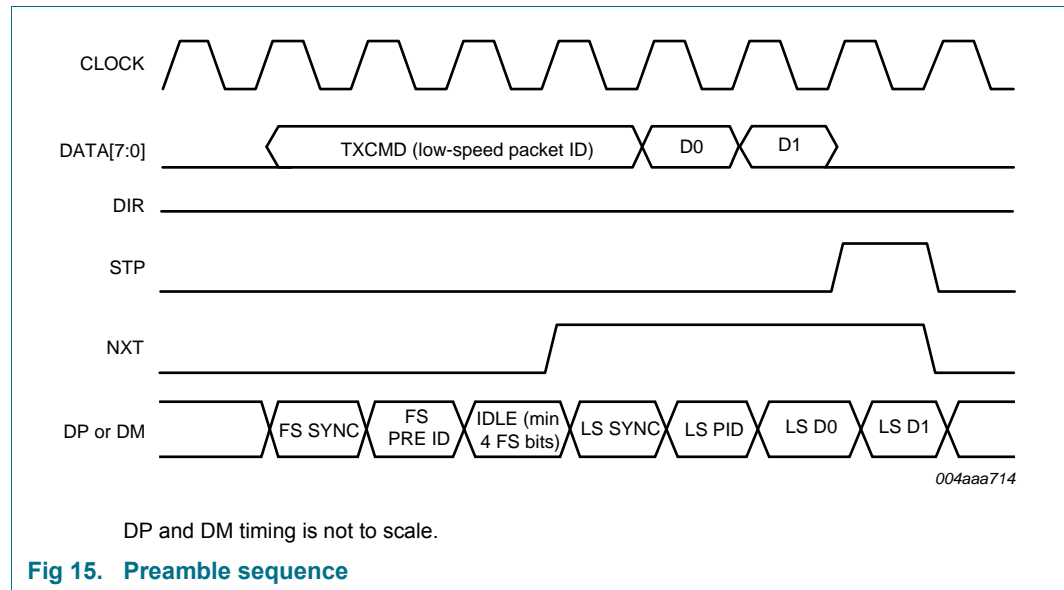 CLOCK
DATA[7:0]
TXCMD (low-speed packet ID)
D0
D1
DIR
STP
NXT
DP or DM
FS SYNC
FS
PRE ID
IDLE (min
4 FS bits)
LS SYNC
LS PID
LS D0
LS D1
004aaa714
DP and DM timing is not to scale.
Fig 15. Preamble sequence